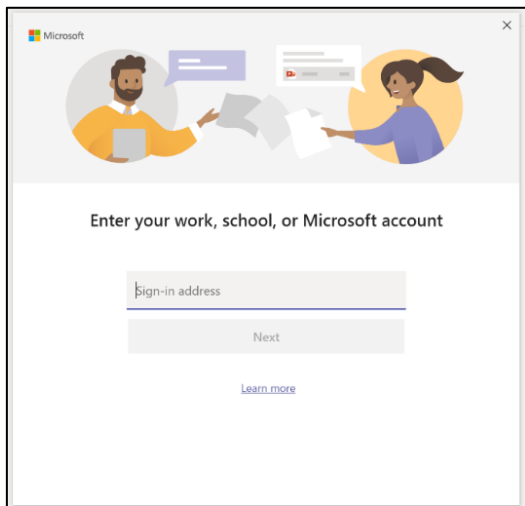 Microsoft
Enter your work, school, or Microsoft account
Sign-in address
Next
Learn more